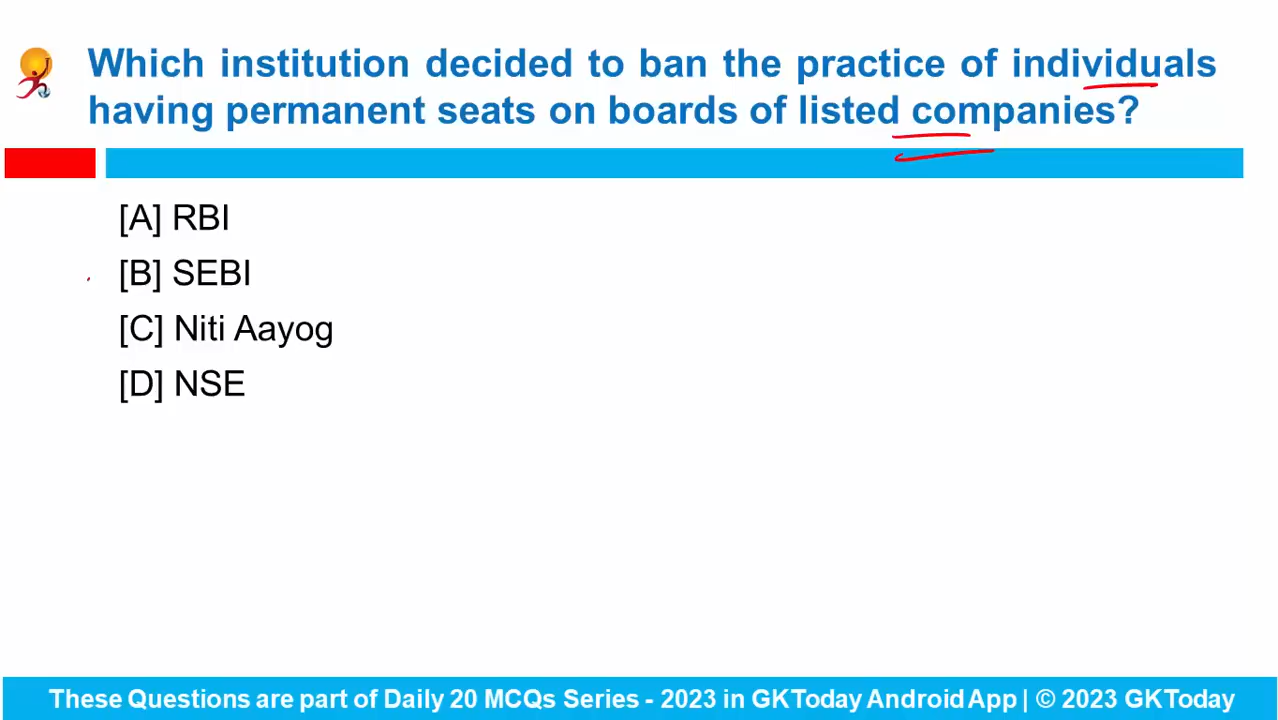 Which institution decided to ban the practice of individuals
having permanent seats on boards of listed companies?
[A] RBI
[B] SEBI
[C] Niti Aayog
[D] NSE
These Questions are part of Daily 20 MCQs Series - 2023 in GKToday Android App | © 2023 GKToday